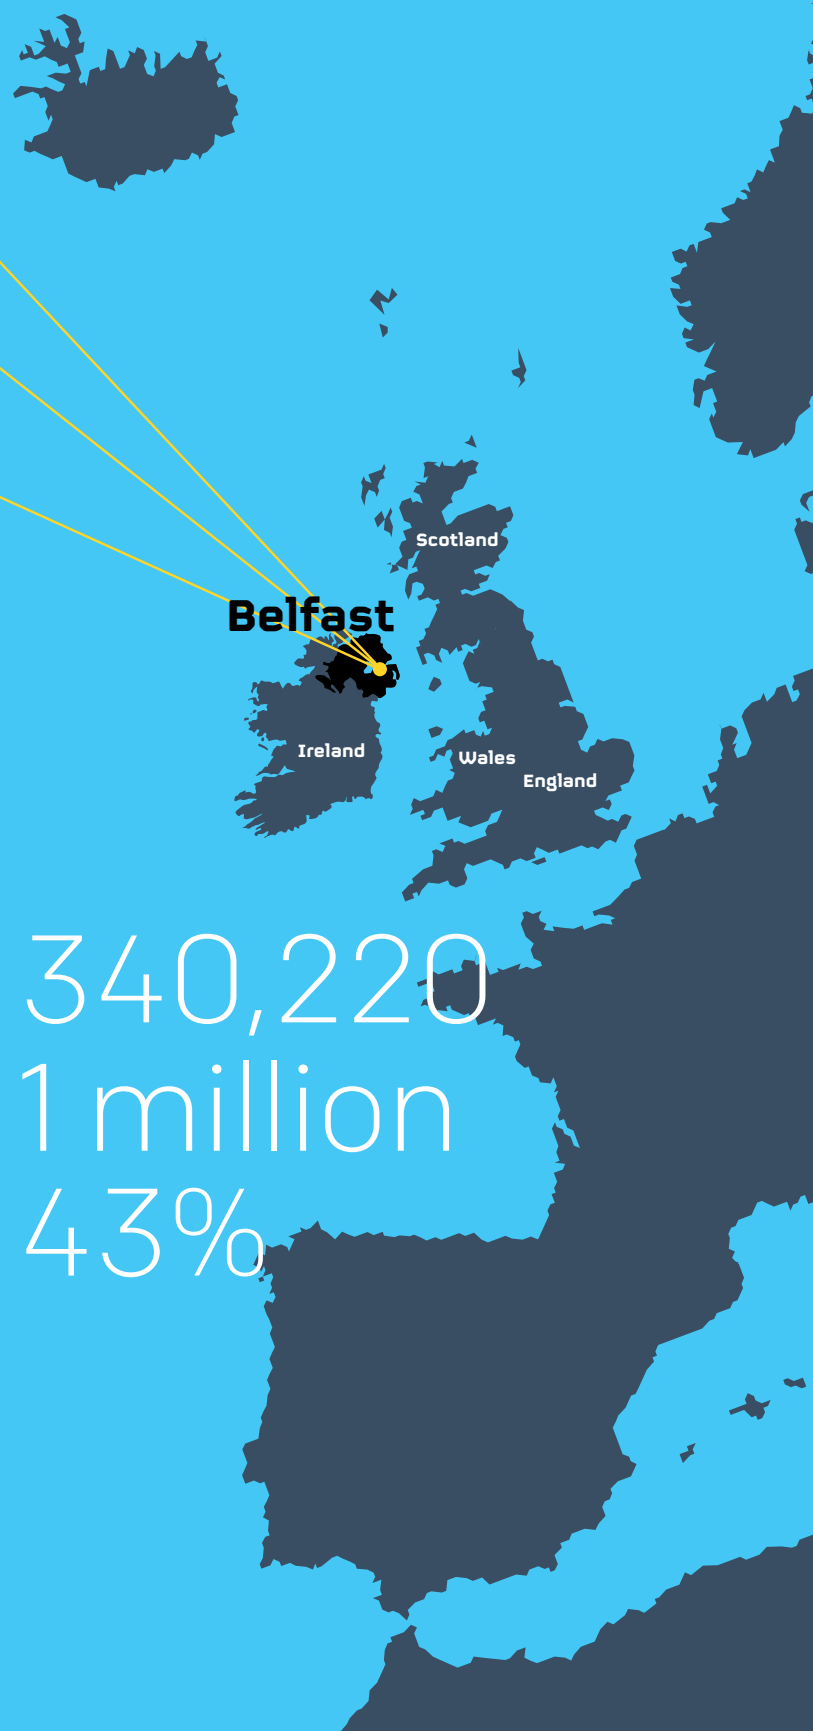 Scotland
Belfast
Ireland
Wales
England
340,220
1 million
43%